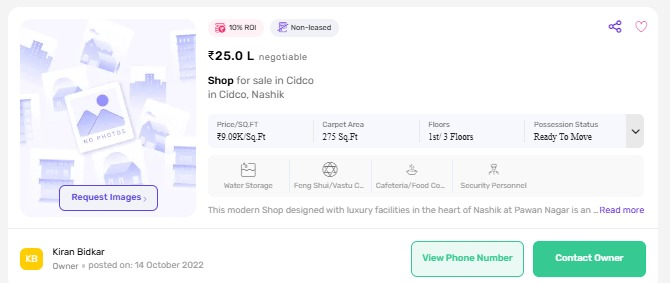 10% ROI
Non-leased
₹25.0 L negotiable
Shop for sale in Cidco
in Cidco, Nashik
Price/SQ.FT
Carpet Area
Floors
Possession Status
₹9.09K/Sq.Ft
275 Sq.Ft
1st/ 3 Floors
Ready To Move
NO PHOTOS
Request Images
Water Storage
Feng Shui/Vastu C...
Cafeteria/Food Co...
Security Personnel
This modern Shop designed with luxury facilities in the heart of Nashik at Pawan Nagar is an ...Read more
KB
Kiran Bidkar
Owner • posted on: 14 October 2022
View Phone Number
Contact Owner